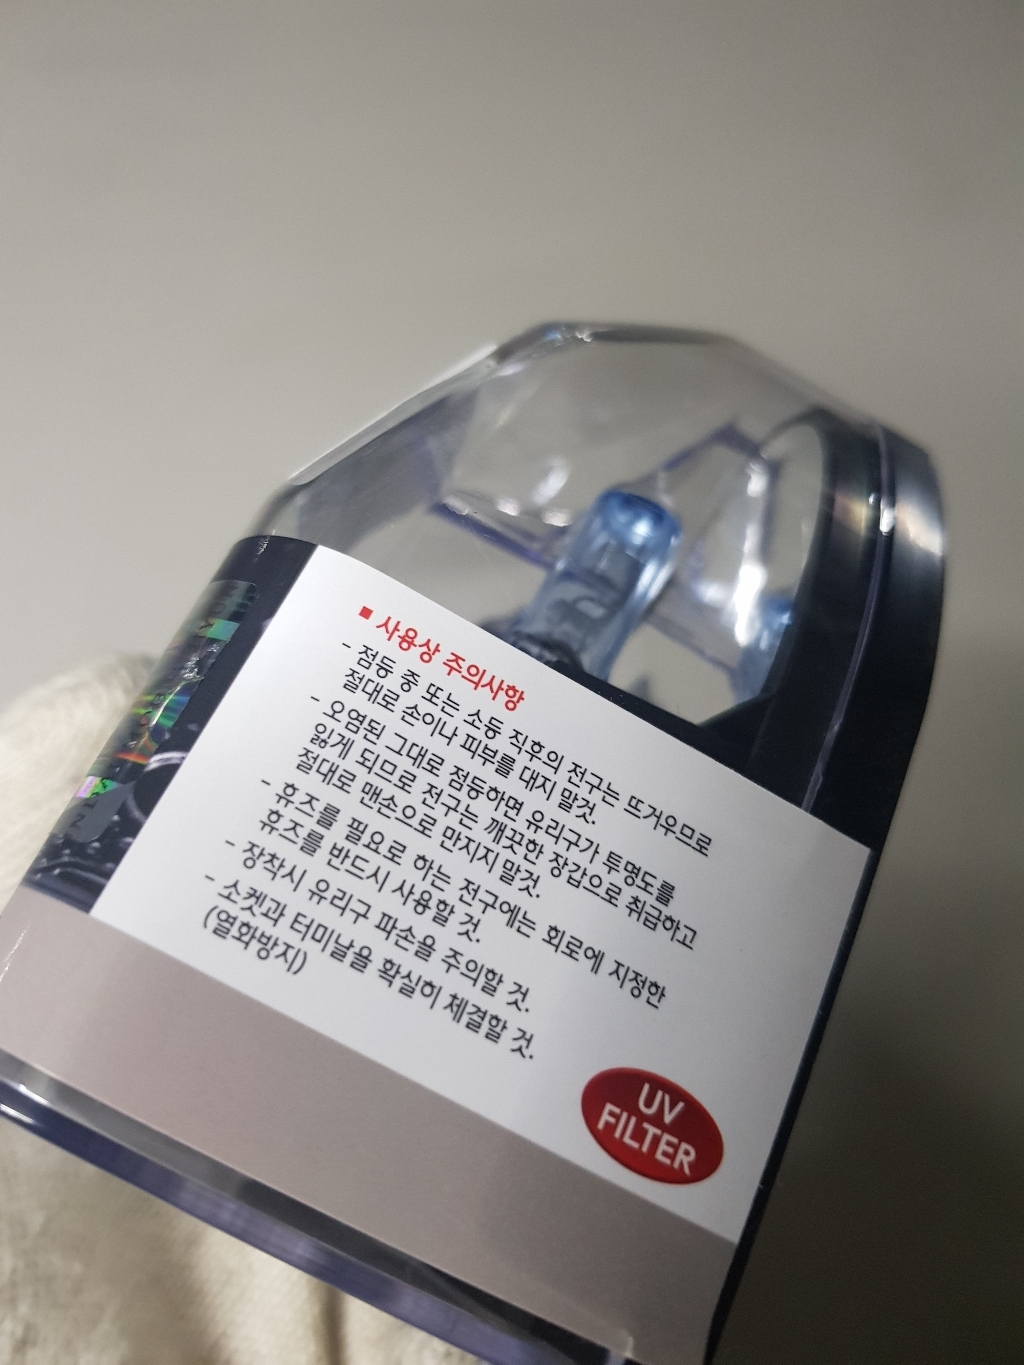 ■ 사용상 주의사항
- 점등 중 또는 소등 직후의 전구는 뜨거우므로
절대로 손이나 피부를 대지 말것.
- 오염된 그대로 점등하면 유리구가 투명도를
잃게 되므로 전구는 깨끗한 장갑으로 취급하고
절대로 맨손으로 만지지 말것.
- 휴즈를 필요로 하는 전구에는 회로에 지정한
휴즈를 반드시 사용할 것.
- 장착시 유리구 파손을 주의할 것.
- 소켓과 터미날을 확실히 체결할 것.
(열화방지)
UV
FILTER